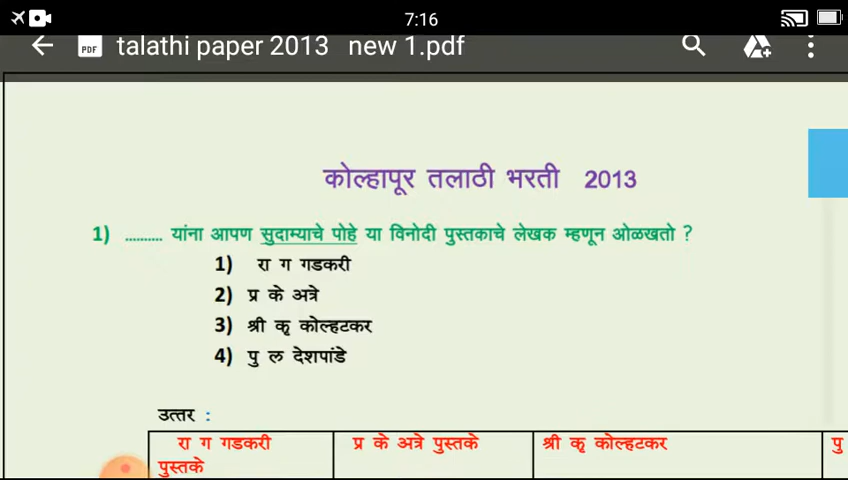 7:16
PDF talathi paper 2013 new 1.pdf
कोल्हापूर तलाठी भरती 2013
1) .......... यांना आपण सुदाम्याचे पोहे या विनोदी पुस्तकाचे लेखक म्हणून ओळखतो ?
1) रा ग गडकरी
2) प्र के अत्रे
3) श्री कृ कोल्हटकर
4) पु ल देशपांडे
उत्तर :
रा ग गडकरी पुस्तके
प्र के अत्रे पुस्तके
श्री कृ कोल्हटकर
पु